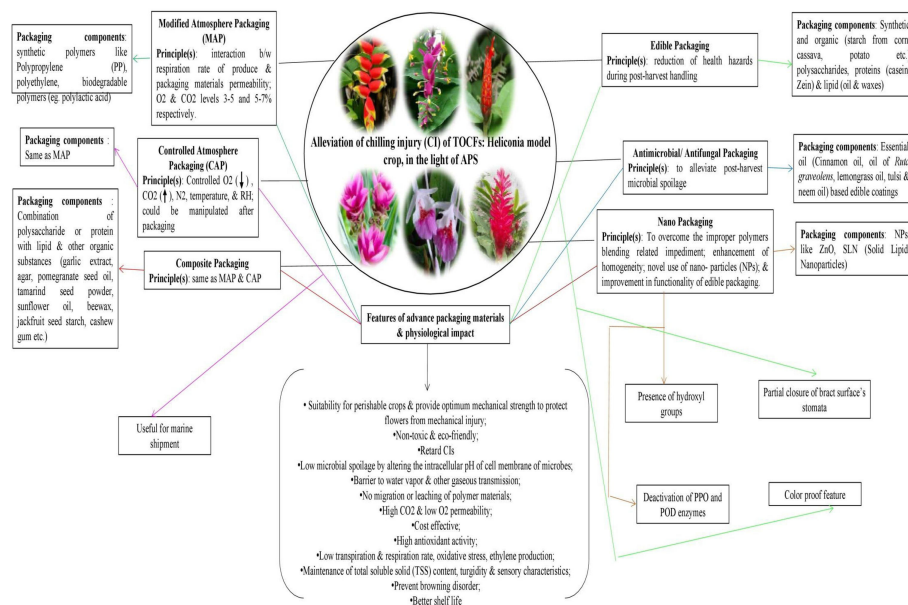 Modified Atmosphere Packaging
(MAP)
Principle(s): interaction b/w
respiration rate of produce &
packaging materials permeability;
O2 & CO2 levels 3-5 and 5-7%
respectively.
Packaging components:
synthetic polymers like
Polypropylene (PP),
polyethylene, biodegradable
polymers (eg. polylactic acid)
Controlled Atmosphere
Packaging (CAP)
Principle(s): Controlled O2 (↓) ,
CO2 (↑), N2, temperature, & RH;
could be manipulated after
packaging
Packaging components :
Same as MAP
Composite Packaging
Principle(s): same as MAP & CAP
Packaging components :
Combination of
polysaccharide or protein
with lipid & other organic
substances (garlic extract,
agar, pomegranate seed oil,
tamarind seed powder,
sunflower oil, beewax,
jackfruit seed starch, cashew
gum etc.)
Alleviation of chilling injury (CI) of TOCFs: Heliconia model
crop, in the light of APS
Edible Packaging
Principle(s): reduction of health hazards
during post-harvest handling
Packaging components: Synthetic
and organic (starch from corn
cassava, potato etc.
polysaccharides, proteins (casein
Zein) & lipid (oil & waxes)
Antimicrobial/ Antifungal Packaging
Principle(s): to alleviate post-harvest
microbial spoilage
Packaging components: Essential
oil (Cinnamon oil, oil of Ruta
graveolens, lemongrass oil, tulsi &
neem oil) based edible coatings
Nano Packaging
Principle(s): To overcome the improper polymers
blending related impediment; enhancement of
homogeneity; novel use of nano- particles (NPs); &
improvement in functionality of edible packaging.
Packaging components: NPs
like ZnO, SLN (Solid Lipid
Nanoparticles)
Features of advance packaging materials
& physiological impact
Useful for marine
shipment
•Suitability for perishable crops & provide optimum mechanical strength to protect
flowers from mechanical injury;
•Non-toxic & eco-friendly;
•Retard CIs
•Low microbial spoilage by altering the intracellular pH of cell membrane of microbes;
•Barrier to water vapor & other gaseous transmission;
•No migration or leaching of polymer materials;
•High CO2 & low O2 permeability;
•Cost effective;
•High antioxidant activity;
•Low transpiration & respiration rate, oxidative stress, ethylene production;
•Maintenance of total soluble solid (TSS) content, turgidity & sensory characteristics;
•Prevent browning disorder;
•Better shelf life
Presence of hydroxyl
groups
Partial closure of bract surface`s
stomata
Deactivation of PPO and
POD enzymes
Color proof feature